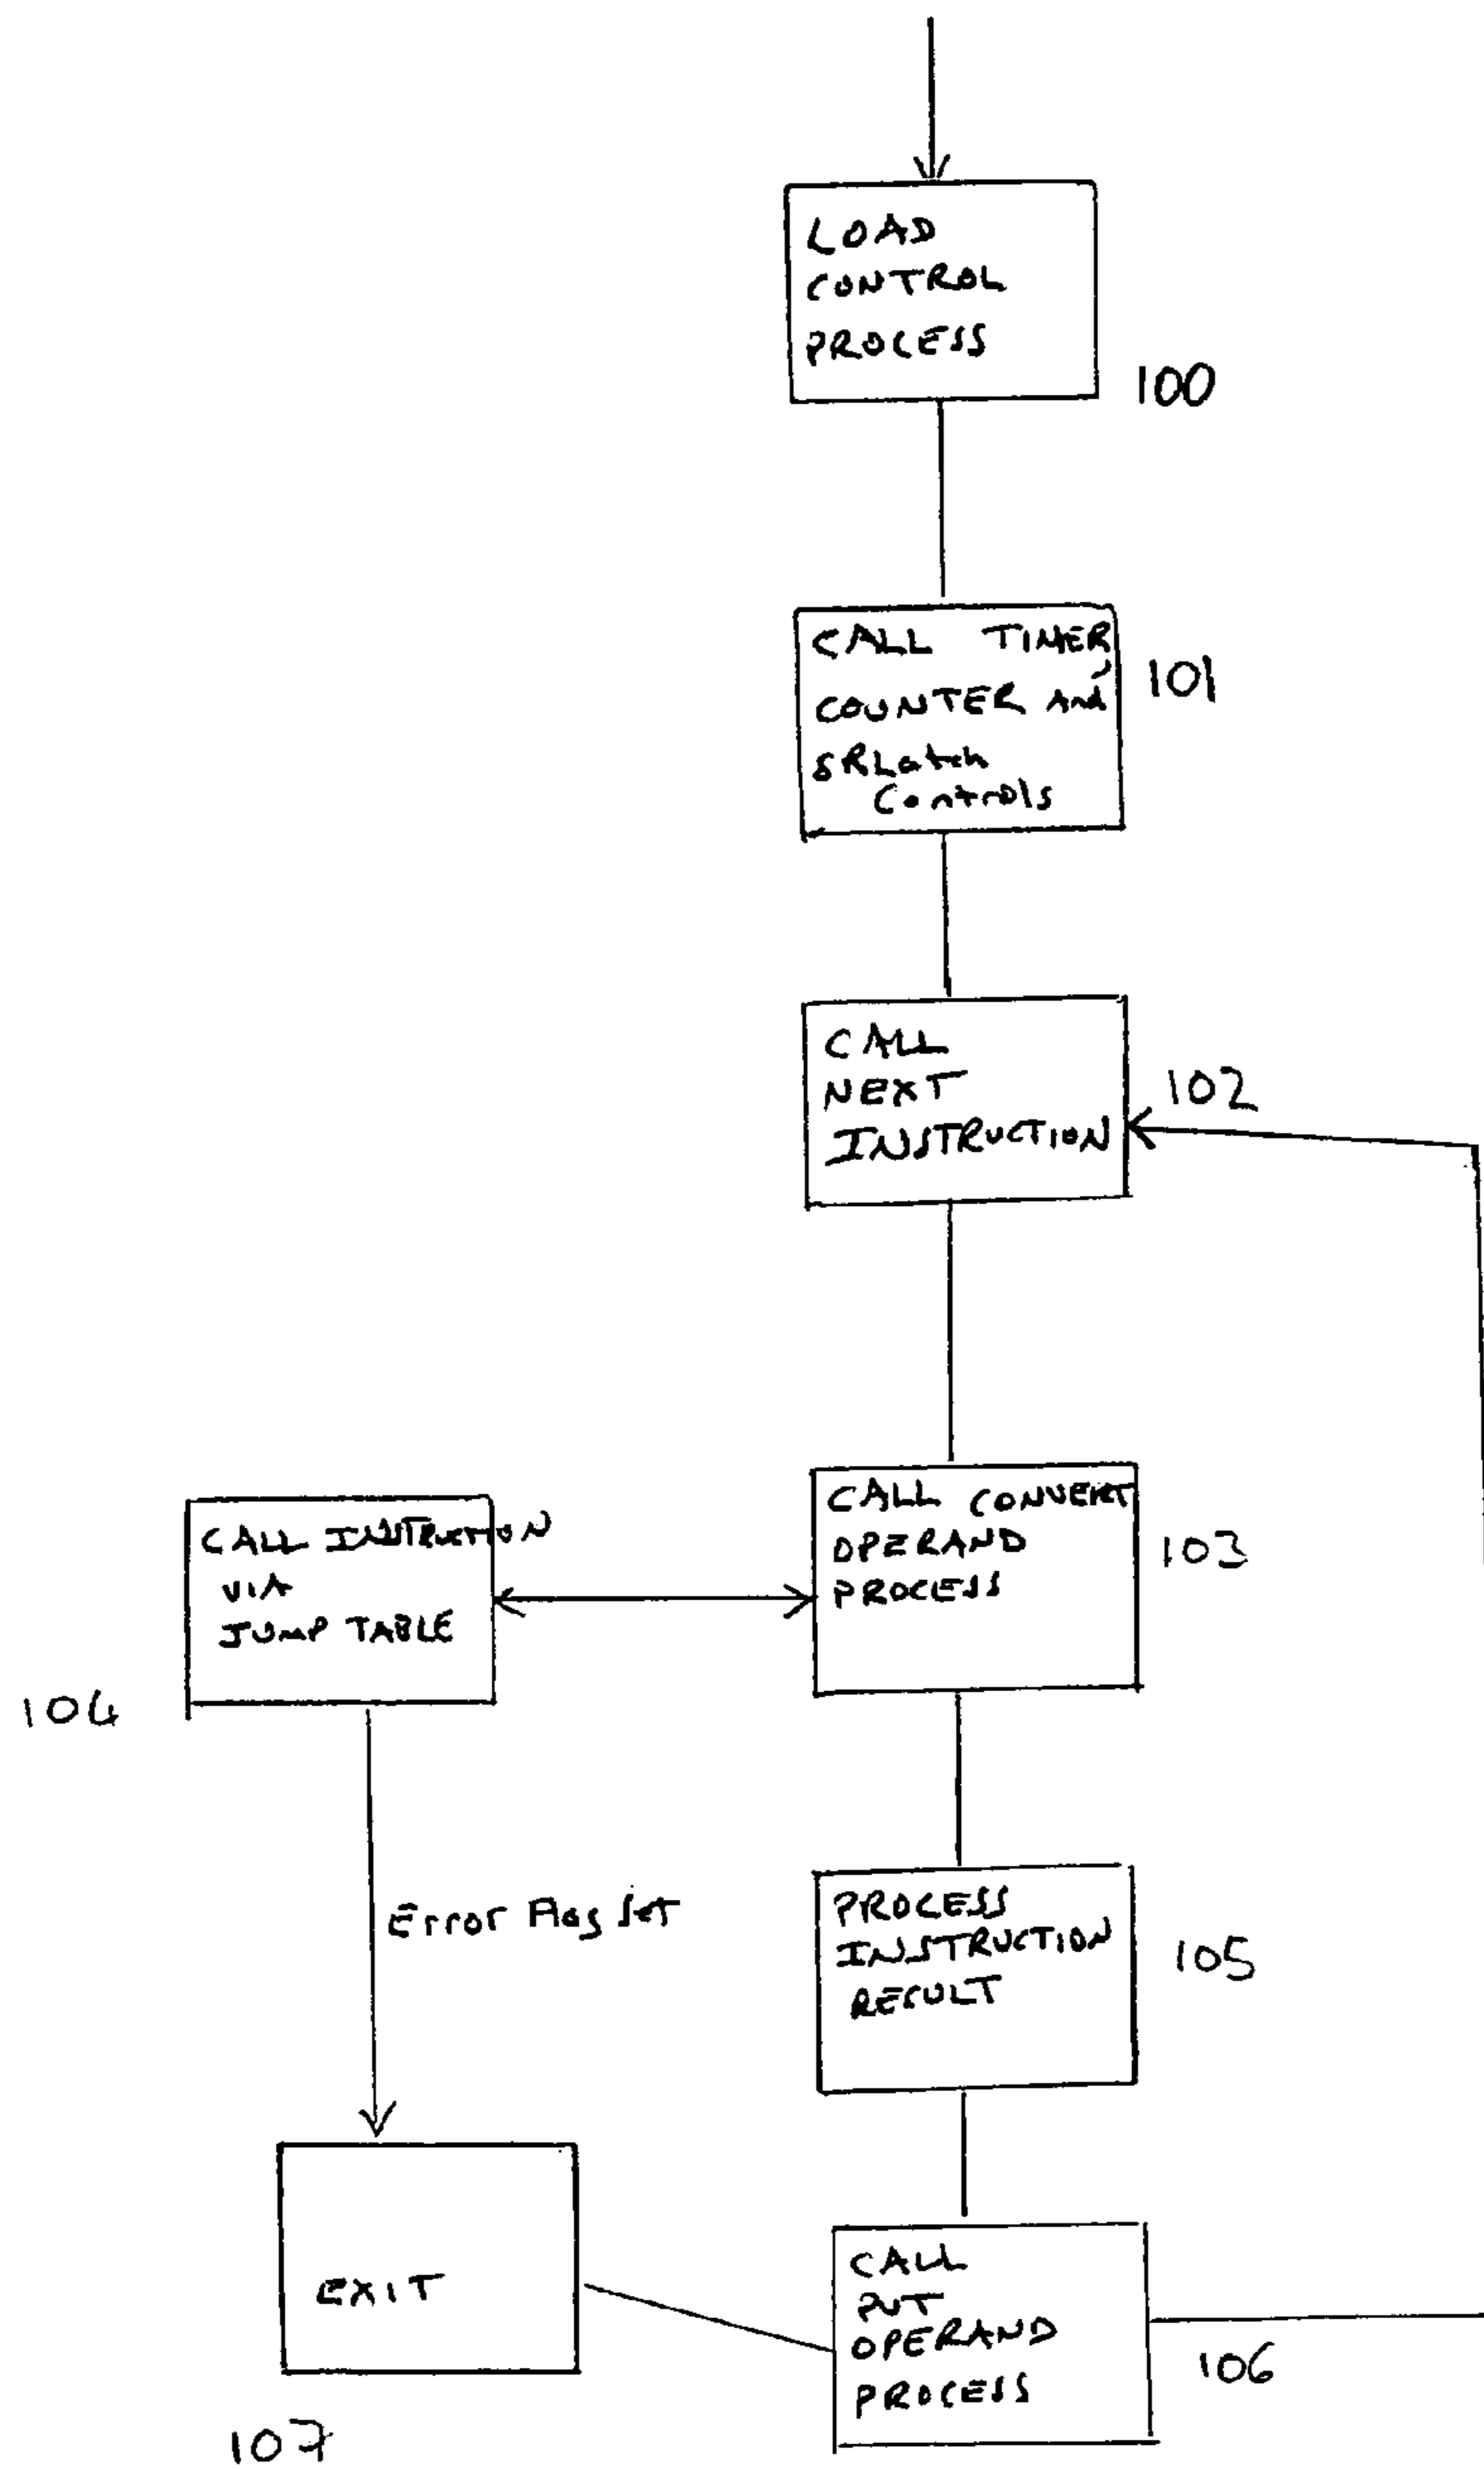 LOAD
CONTROL
PROCESS
100
CALL TIMER,
COUNTER And
SRLatch
Controls
101
CALL
NEXT
INSTRUCTION
102
CALL CONVERT
OPERAND
PROCESS
103
CALL INSTRUCTION
VIA
JUMP TABLE
104
Error Flag Set
PROCESS
INSTRUCTION
RESULT
105
EXIT
107
CALL
PUT
OPERAND
PROCESS
106